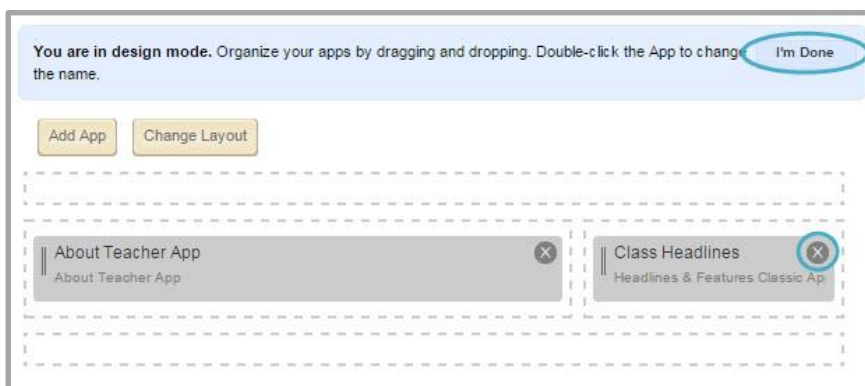 You are in design mode. Organize your apps by dragging and dropping. Double-click the App to change
the name.
I'm Done
Add App
Change Layout
About Teacher App
About Teacher App
X
Class Headlines
Headlines & Features Classic Ap
X